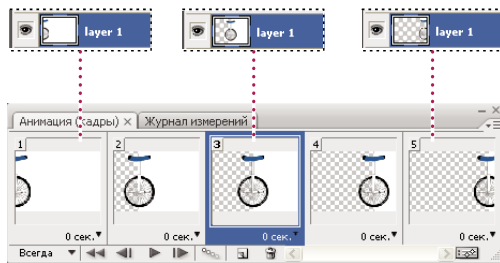 layer 1 layer 1 layer 1
Анимация (кадры) × Журнал измерений
1 2 3 4 5
0 сек. 0 сек. 0 сек. 0 сек. 0 сек.
Всегда